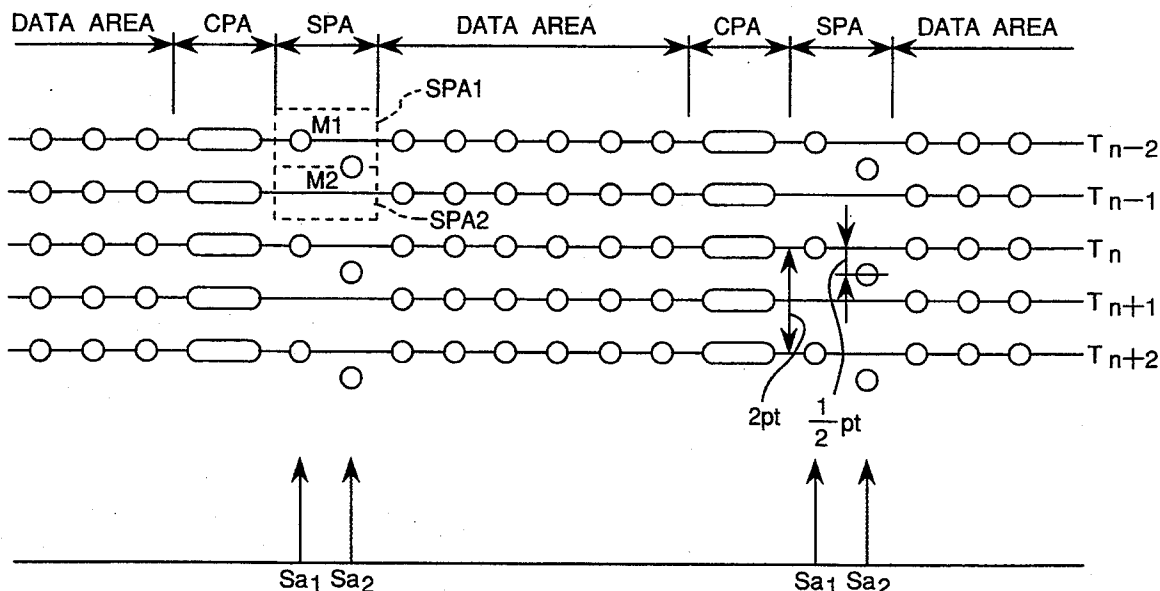 DATA AREA CPA SPA DATA AREA CPA SPA DATA AREA
SPA1
M1
T n−2
M2
T n−1
SPA2
T n
T n+1
T n+2
2pt
1/2 pt
Sa1 Sa2 Sa1 Sa2